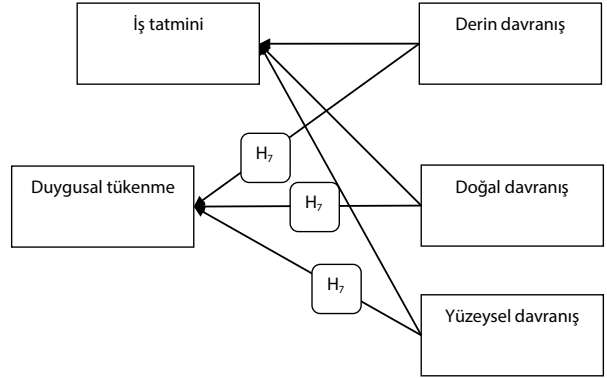 İş tatmini
Derin davranış
H₇
Duygusal tükenme
Doğal davranış
H₇
H₇
Yüzeysel davranış